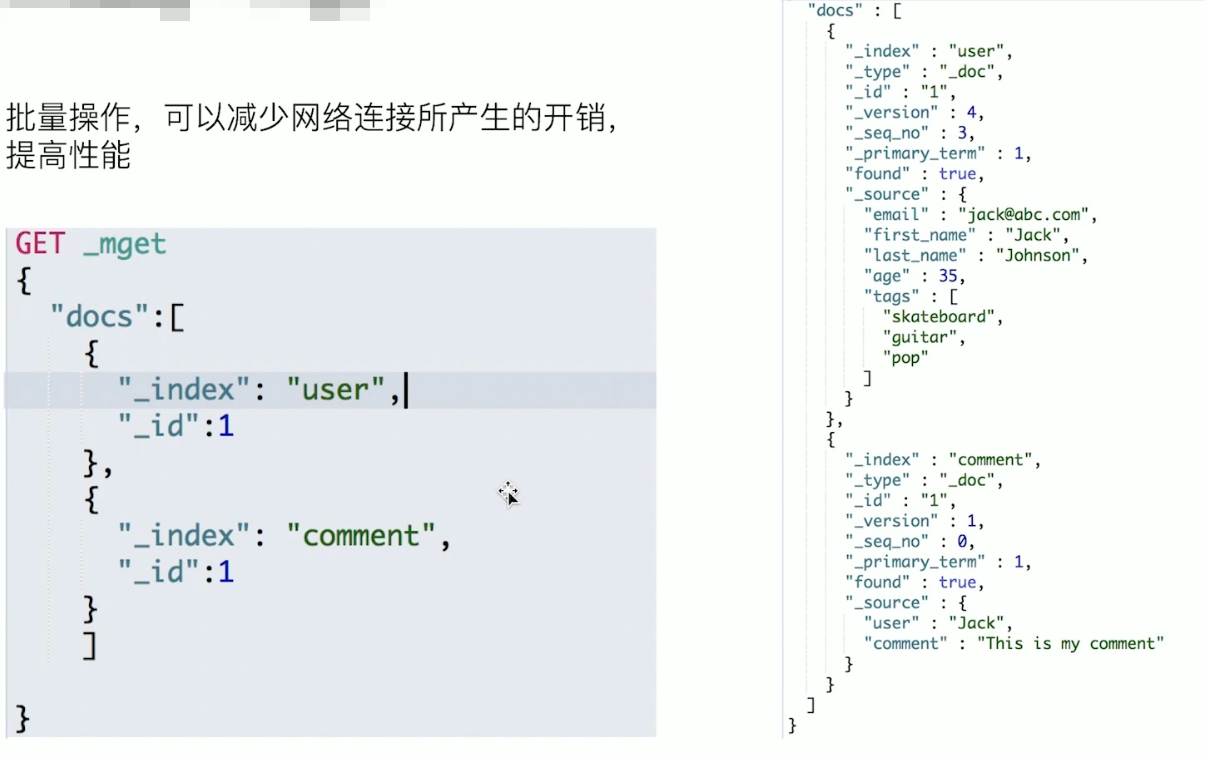 批量操作，可以减少网络连接所产生的开销，
提高性能
GET _mget
{
"docs":[
{
"_index": "user",
"_id":1
},
{
"_index": "comment",
"_id":1
}
]
}
"docs" : [
{
"_index" : "user",
"_type" : "_doc",
"_id" : "1",
"_version" : 4,
"_seq_no" : 3,
"_primary_term" : 1,
"found" : true,
"_source" : {
"email" : "jack@abc.com",
"first_name" : "Jack",
"last_name" : "Johnson",
"age" : 35,
"tags" : [
"skateboard",
"guitar",
"pop"
]
}
},
{
"_index" : "comment",
"_type" : "_doc",
"_id" : "1",
"_version" : 1,
"_seq_no" : 0,
"_primary_term" : 1,
"found" : true,
"_source" : {
"user" : "Jack",
"comment" : "This is my comment"
}
}
]
}